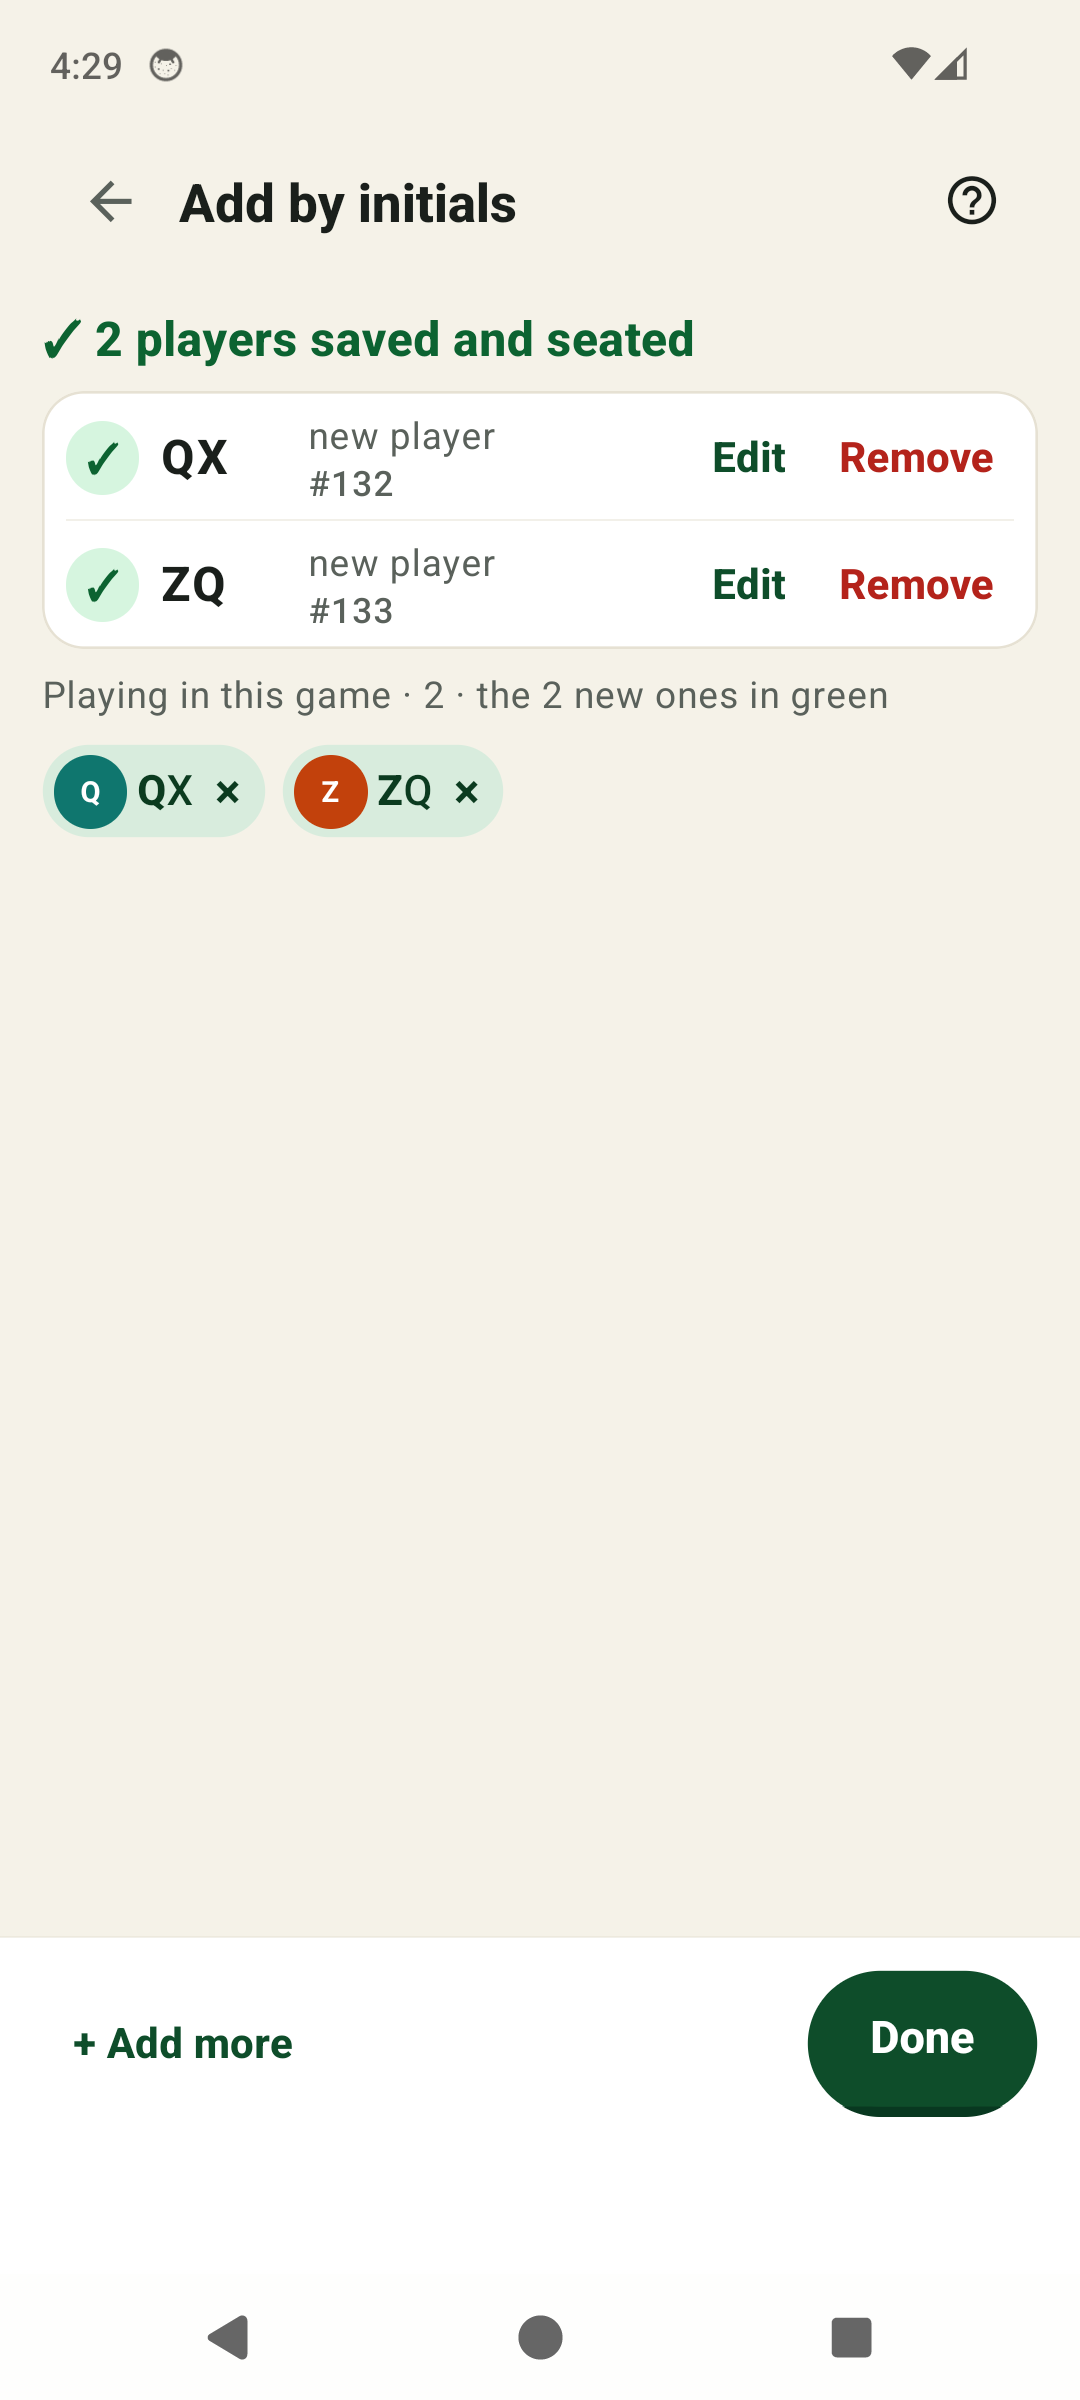 4:29
Add by initials
✓ 2 players saved and seated
✓ QX new player #132 Edit Remove
✓ ZQ new player #133 Edit Remove
Playing in this game · 2 · the 2 new ones in green
Q QX × Z ZQ ×
+ Add more Done